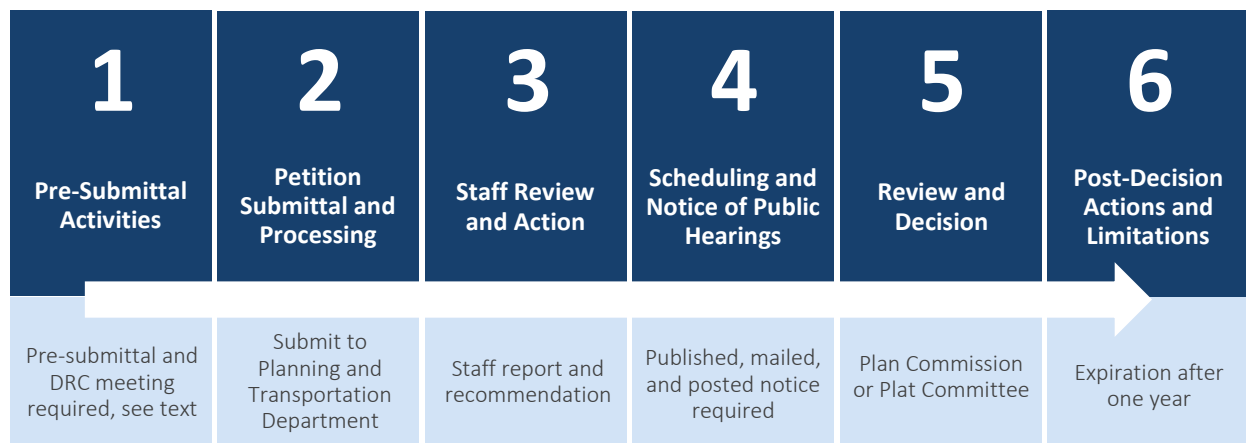 1
Pre-Submittal
Activities
Pre-submittal and
DRC meeting
required, see text
2
Petition
Submittal and
Processing
Submit to
Planning and
Transportation
Department
3
Staff Review
and Action
Staff report and
recommendation
4
Scheduling and
Notice of Public
Hearings
Published, mailed,
and posted notice
required
5
Review and
Decision
Plan Commission
or Plat Committee
6
Post-Decision
Actions and
Limitations
Expiration after
one year